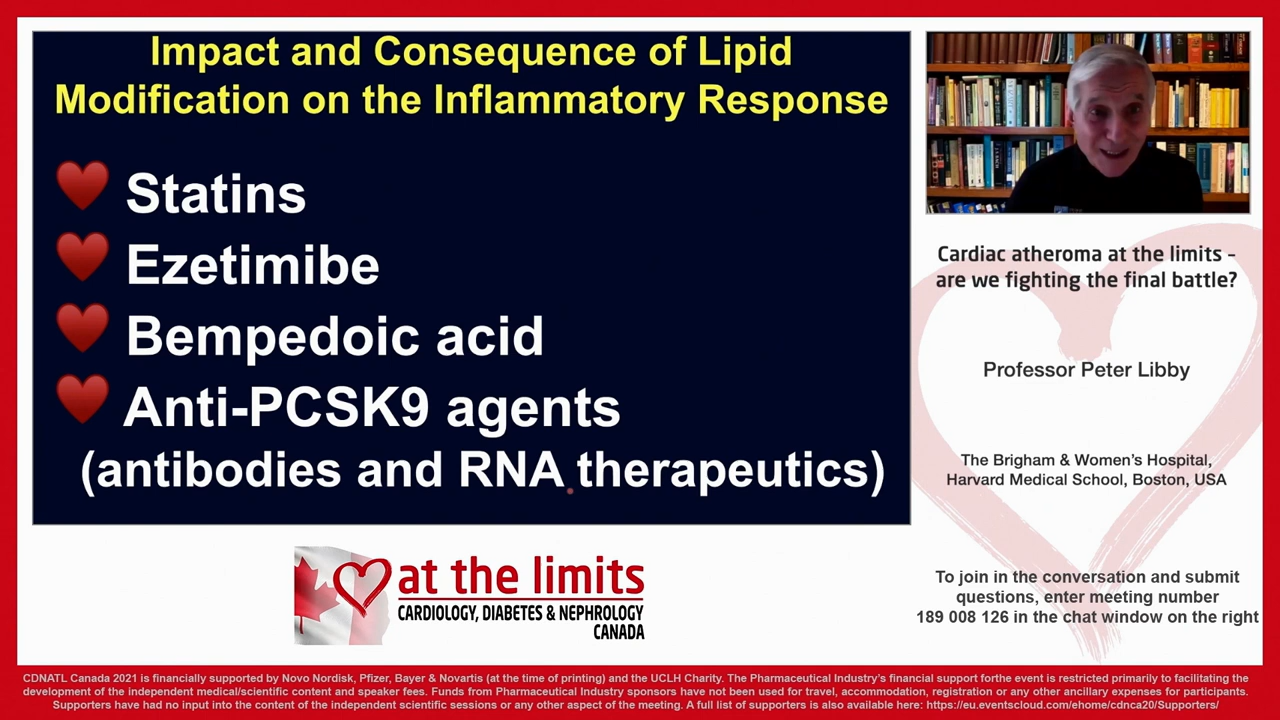 Impact and Consequence of Lipid
Modification on the Inflammatory Response
Statins
Ezetimibe
Bempedoic acid
Anti-PCSK9 agents
(antibodies and RNA therapeutics)
Cardiac atheroma at the limits –
are we fighting the final battle?
Professor Peter Libby
The Brigham & Women's Hospital,
Harvard Medical School, Boston, USA
To join in the conversation and submit
questions, enter meeting number
189 008 126 in the chat window on the right
at the limits
CARDIOLOGY, DIABETES & NEPHROLOGY
CANADA
CDNATL Canada 2021 is financially supported by Novo Nordisk, Pfizer, Bayer & Novartis (at the time of printing) and the UCLH Charity. The Pharmaceutical Industry's financial support forthe event is restricted primarily to facilitating the
development of the independent medical/scientific content and speaker fees. Funds from Pharmaceutical Industry sponsors have not been used for travel, accommodation, registration or any other ancillary expenses for participants.
Supporters have had no input into the content of the independent scientific sessions or any other aspect of the meeting. A full list of supporters is also available here: https://eu.eventscloud.com/ehome/cdnca20/Supporters/